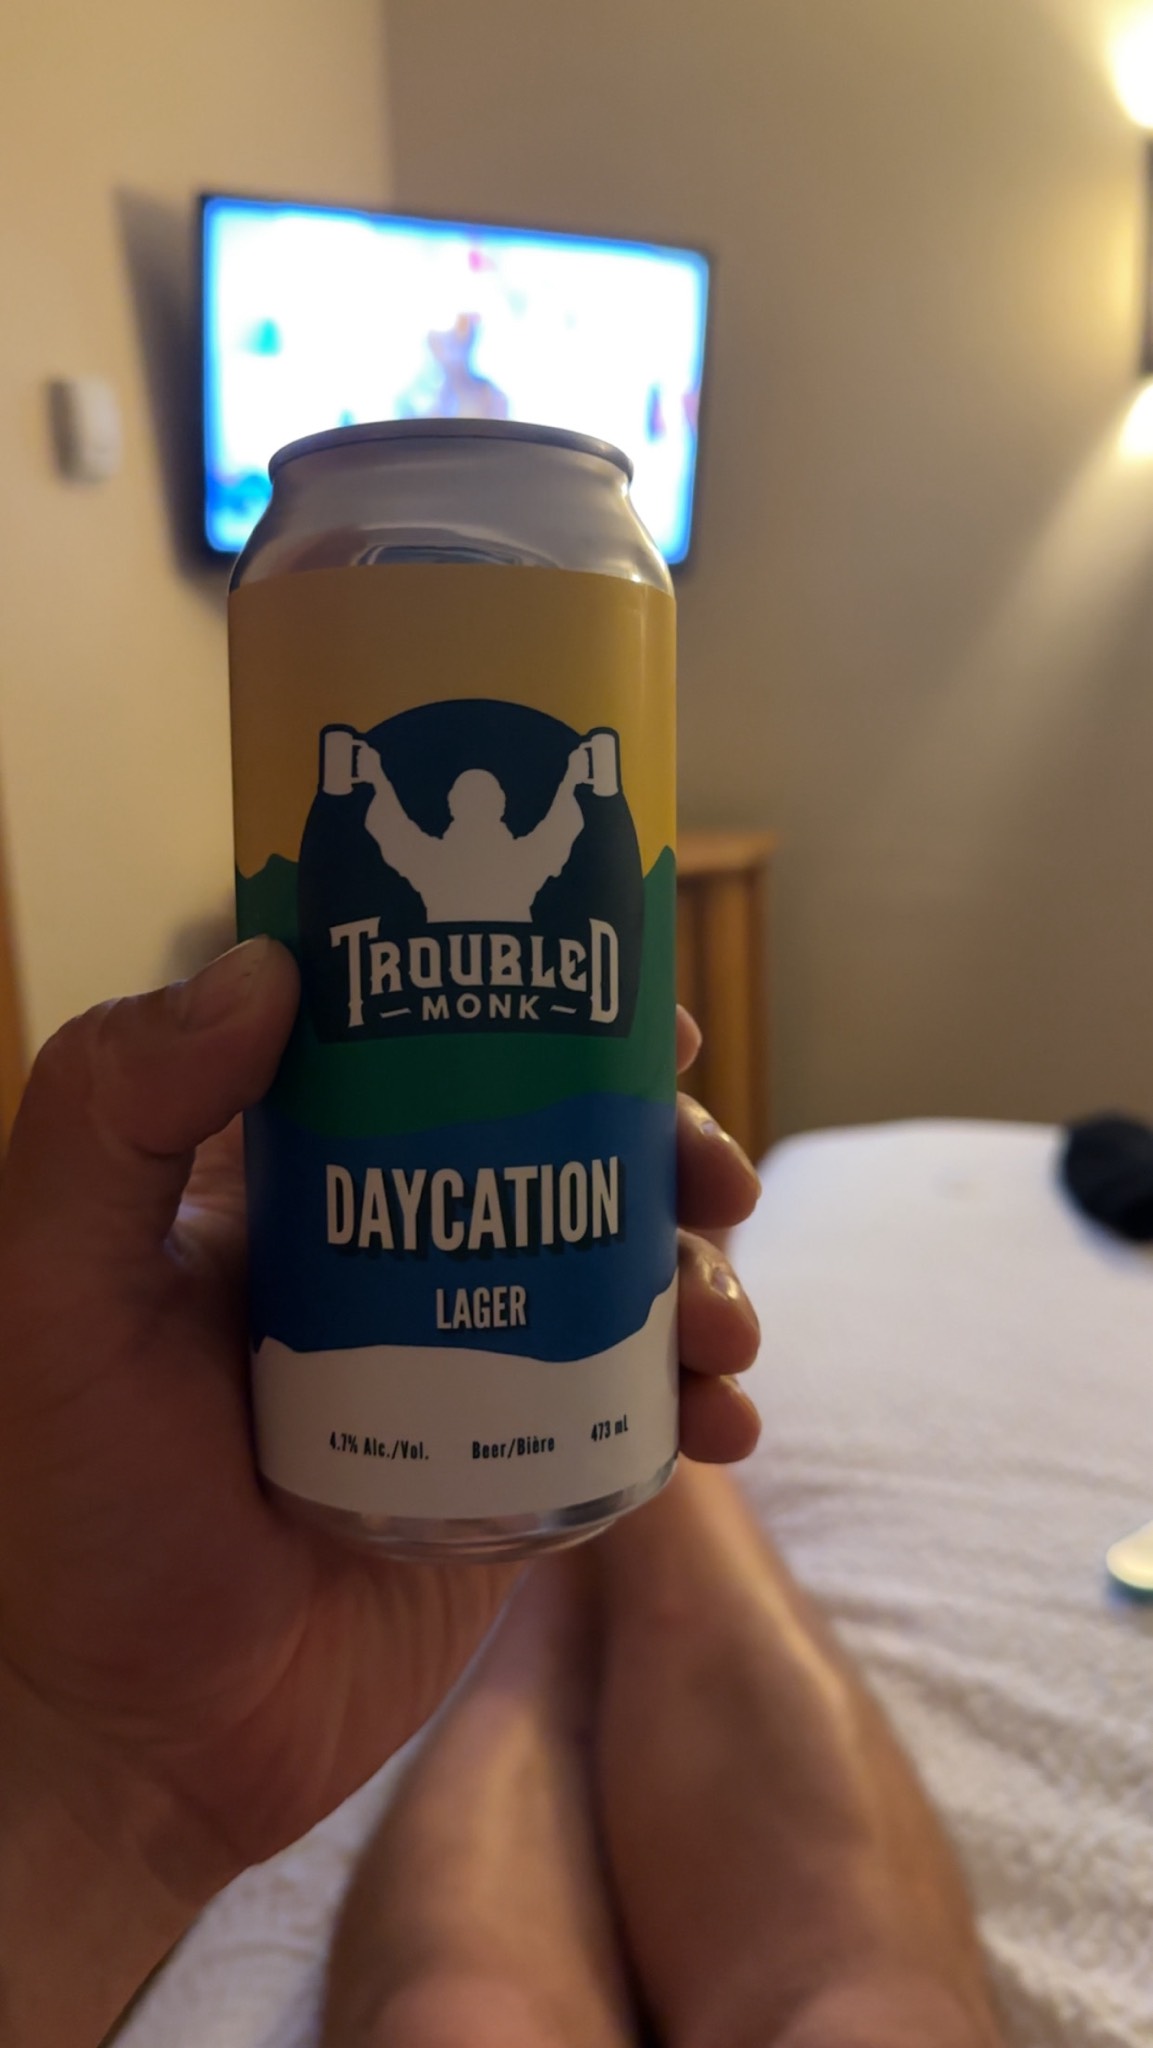 TROUBLED
MONK
DAYCATION
LAGER
4.7% Alc./Vol. Beer/Bière 473 mL